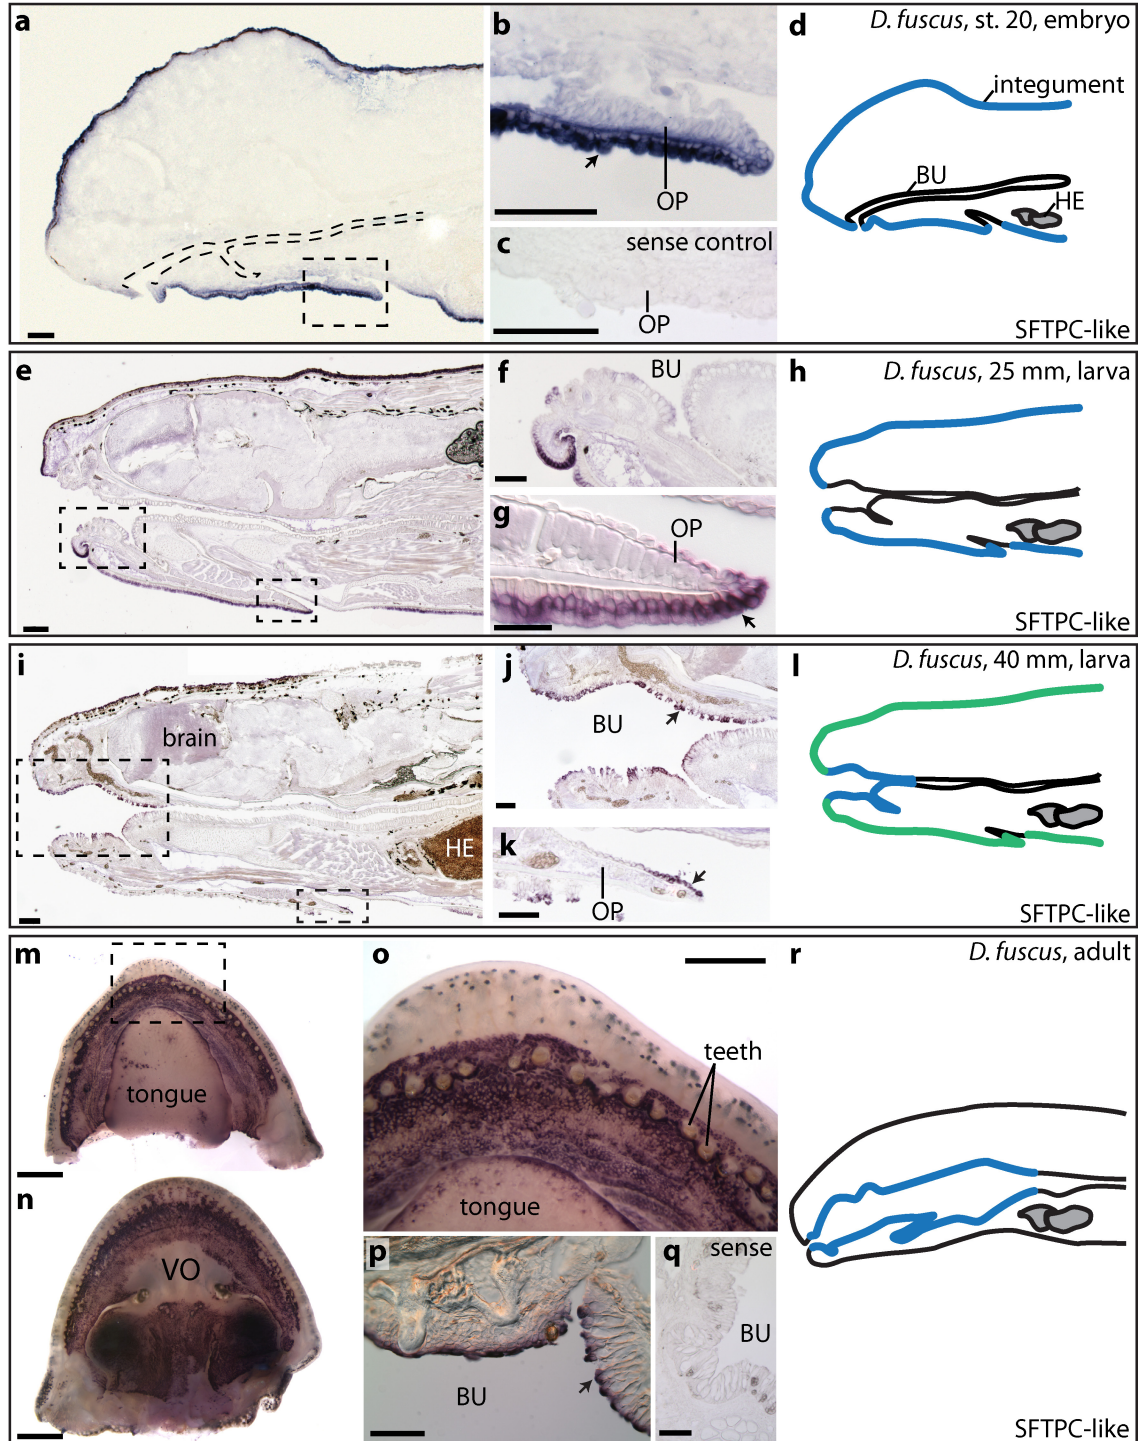 a
b
OP
c
sense control
OP
d
D. fuscus, st. 20, embryo
integument
BU
HE
SFTPC-like
e
f
BU
g
OP
h
D. fuscus, 25 mm, larva
SFTPC-like
i
brain
HE
j
BU
k
OP
l
D. fuscus, 40 mm, larva
SFTPC-like
m
tongue
n
VO
o
teeth
tongue
p
BU
q
sense
BU
r
D. fuscus, adult
SFTPC-like